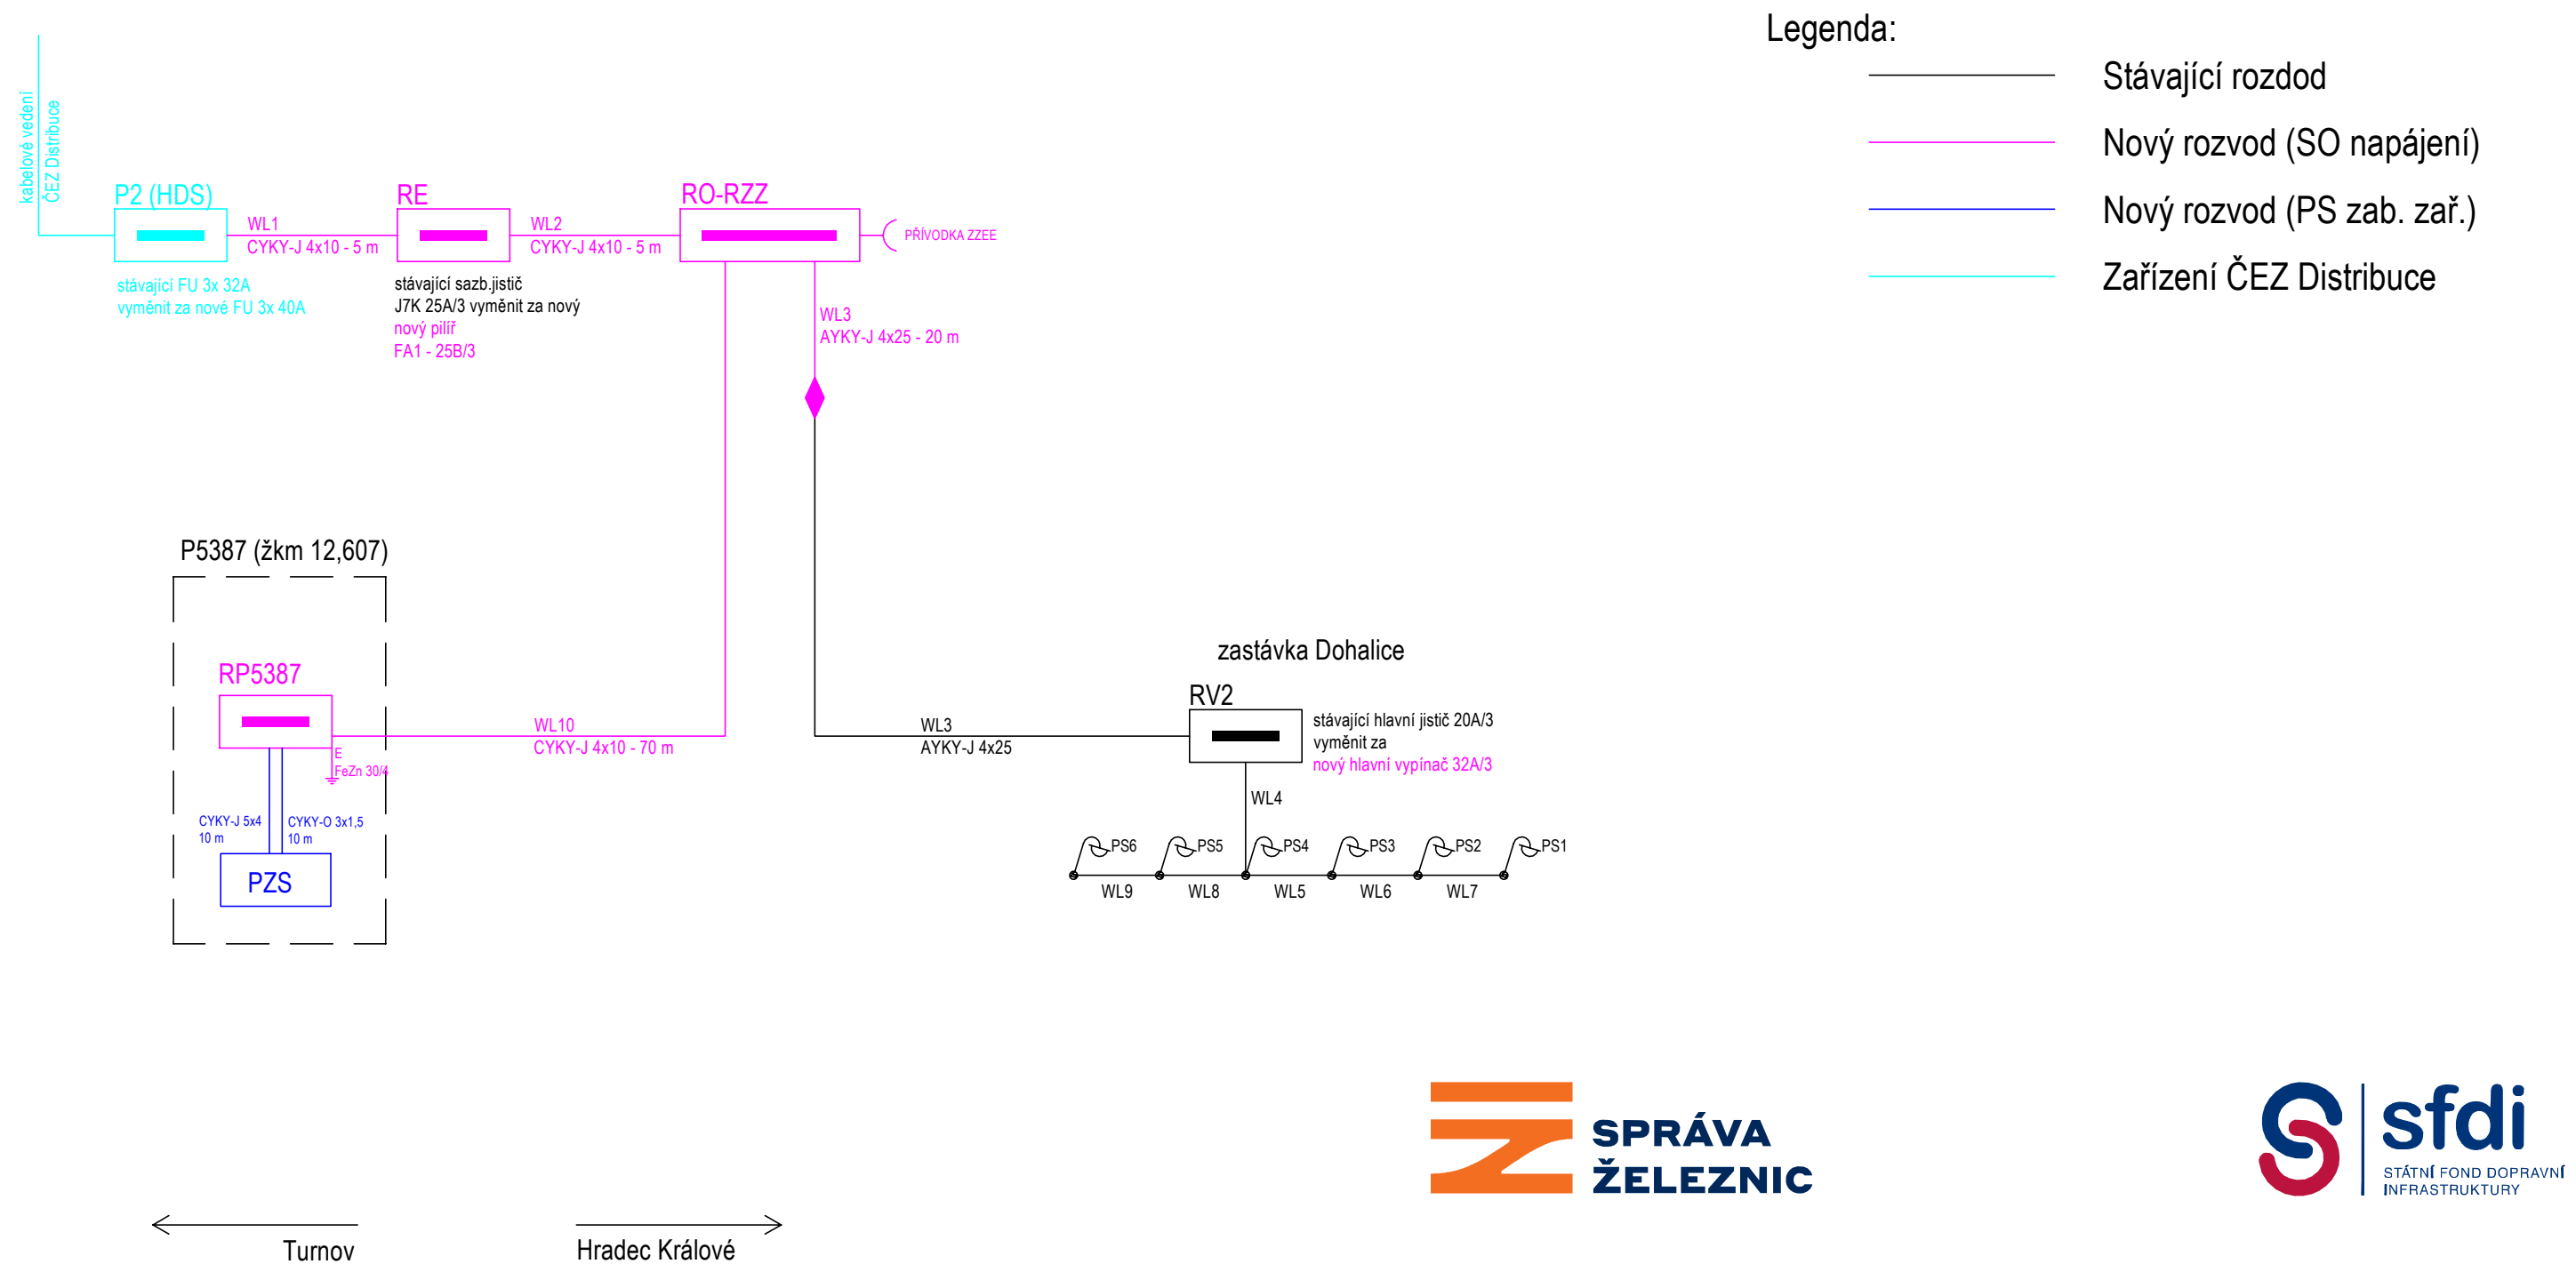 Legenda:
Stávající rozdod
Nový rozvod (SO napájení)
Nový rozvod (PS zab. zař.)
Zařízení ČEZ Distribuce
kabelové vedení
ČEZ Distribuce
P2 (HDS)
WL1
CYKY-J 4x10 - 5 m
stávající FU 3x 32A
vyměnit za nové FU 3x 40A
RE
WL2
CYKY-J 4x10 - 5 m
stávající sazb.jistič
J7K 25A/3 vyměnit za nový
nový pilíř
FA1 - 25B/3
RO-RZZ
PŘÍVODKA ZZEE
WL3
AYKY-J 4x25 - 20 m
P5387 (žkm 12,607)
RP5387
WL10
CYKY-J 4x10 - 70 m
E
FeZn 30/4
CYKY-J 5x4
10 m
CYKY-O 3x1,5
10 m
PZS
zastávka Dohalice
RV2
WL3
AYKY-J 4x25
stávající hlavní jistič 20A/3
vyměnit za
nový hlavní vypínač 32A/3
WL4
PS6
PS5
PS4
PS3
PS2
PS1
WL9
WL8
WL5
WL6
WL7
SPRÁVA
ŽELEZNIC
sfdi
STÁTNÍ FOND DOPRAVNÍ
INFRASTRUKTURY
Turnov
Hradec Králové